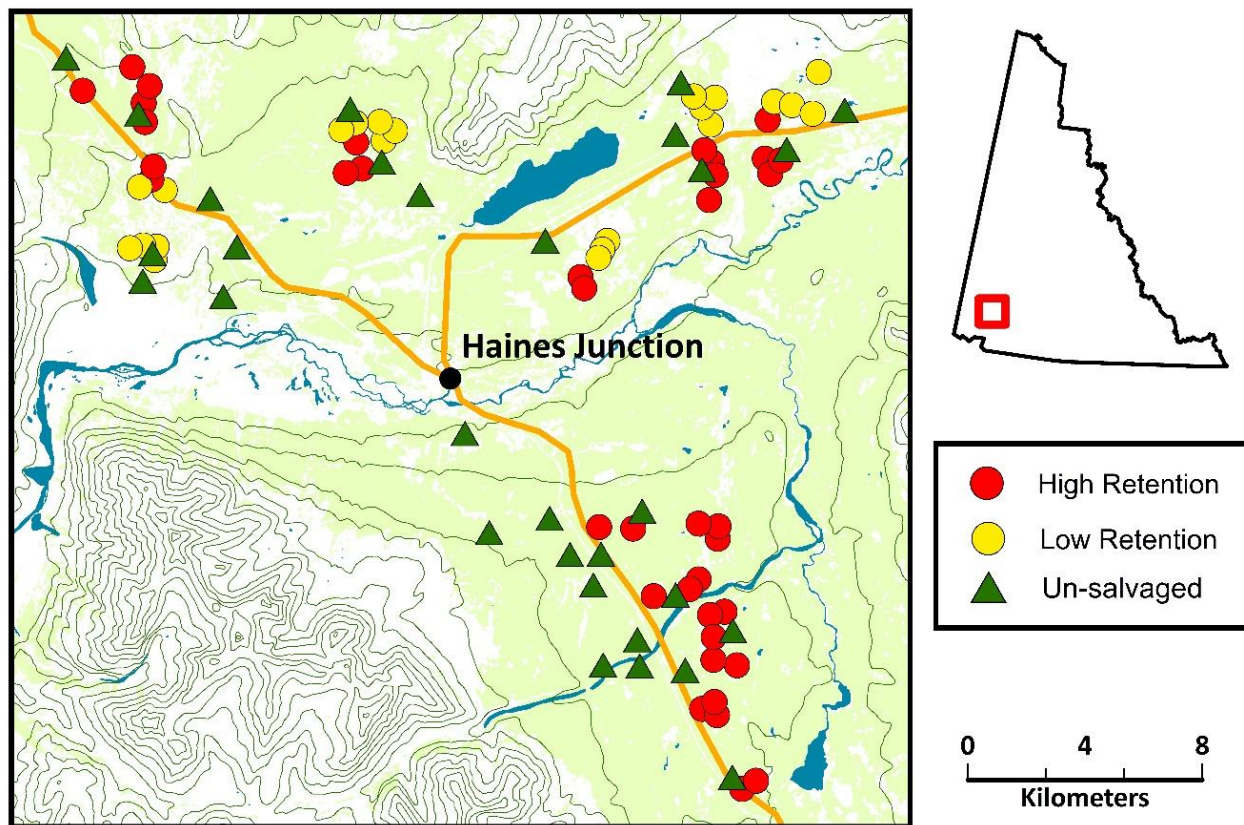 Haines Junction
High Retention
Low Retention
Un-salvaged
0 4 8
Kilometers